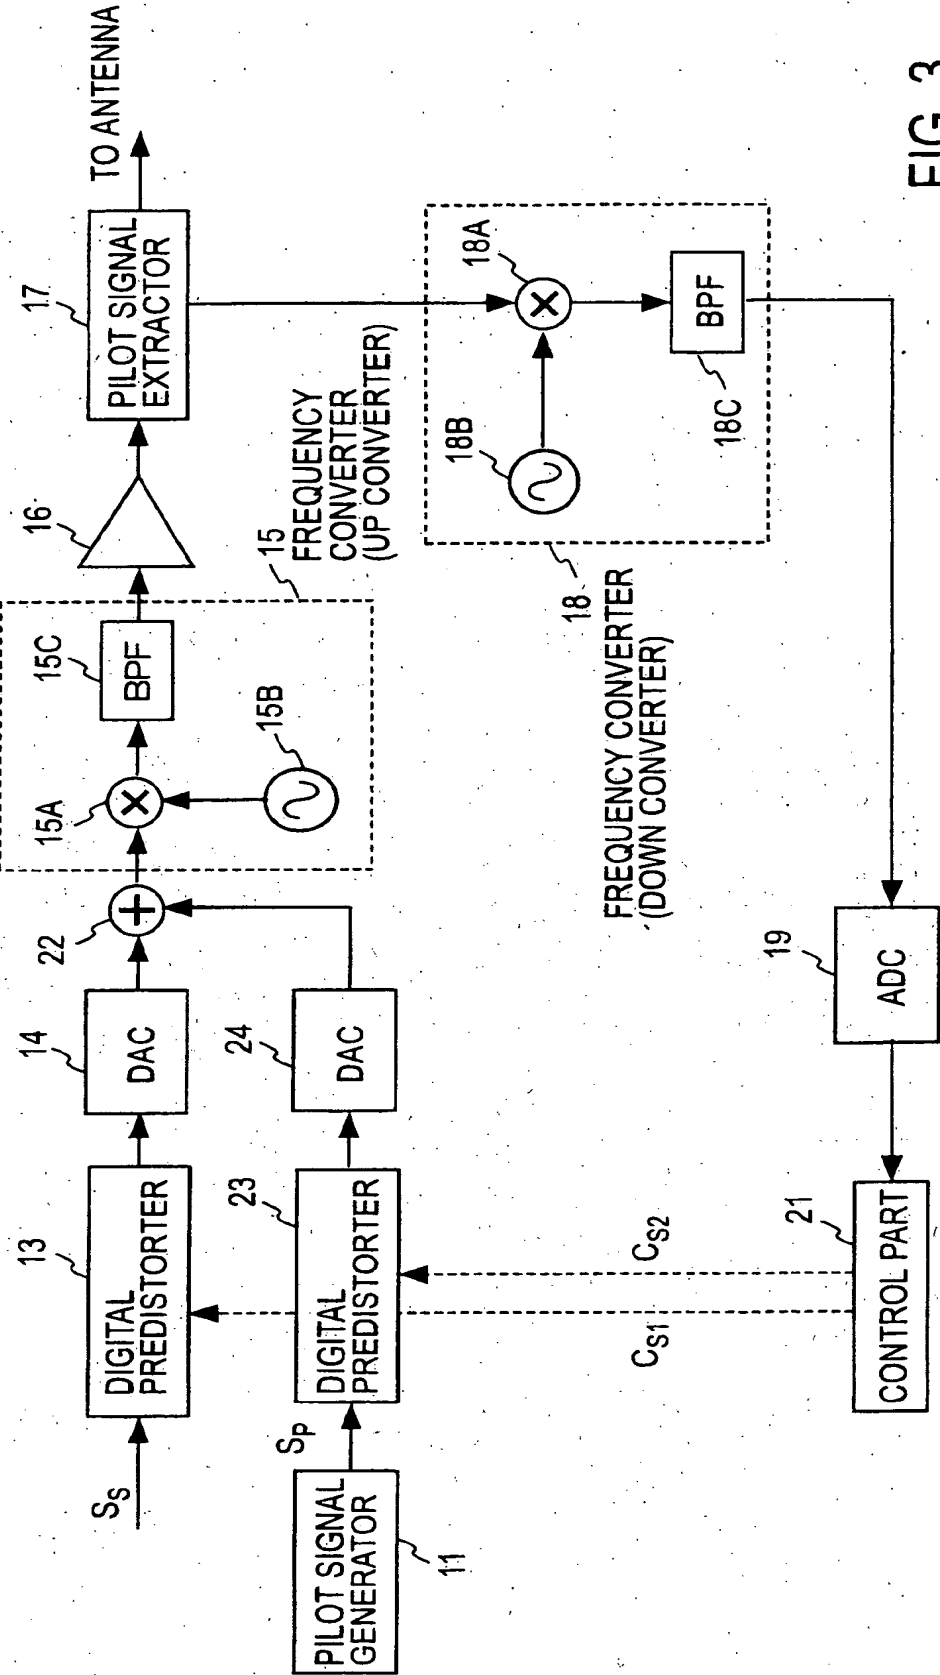 TO ANTENNA
17
PILOT SIGNAL
EXTRACTOR
16
15
FREQUENCY
CONVERTER
(UP CONVERTER)
15C
BPF
15A
15B
22
14
DAC
24
DAC
13
DIGITAL
PREDISTORTER
23
DIGITAL
PREDISTORTER
SS
SP
PILOT SIGNAL
GENERATOR
11
18A
18B
BPF
18C
18
FREQUENCY CONVERTER
(DOWN CONVERTER)
19
ADC
21
CONTROL PART
CS1
CS2
FIG. 3